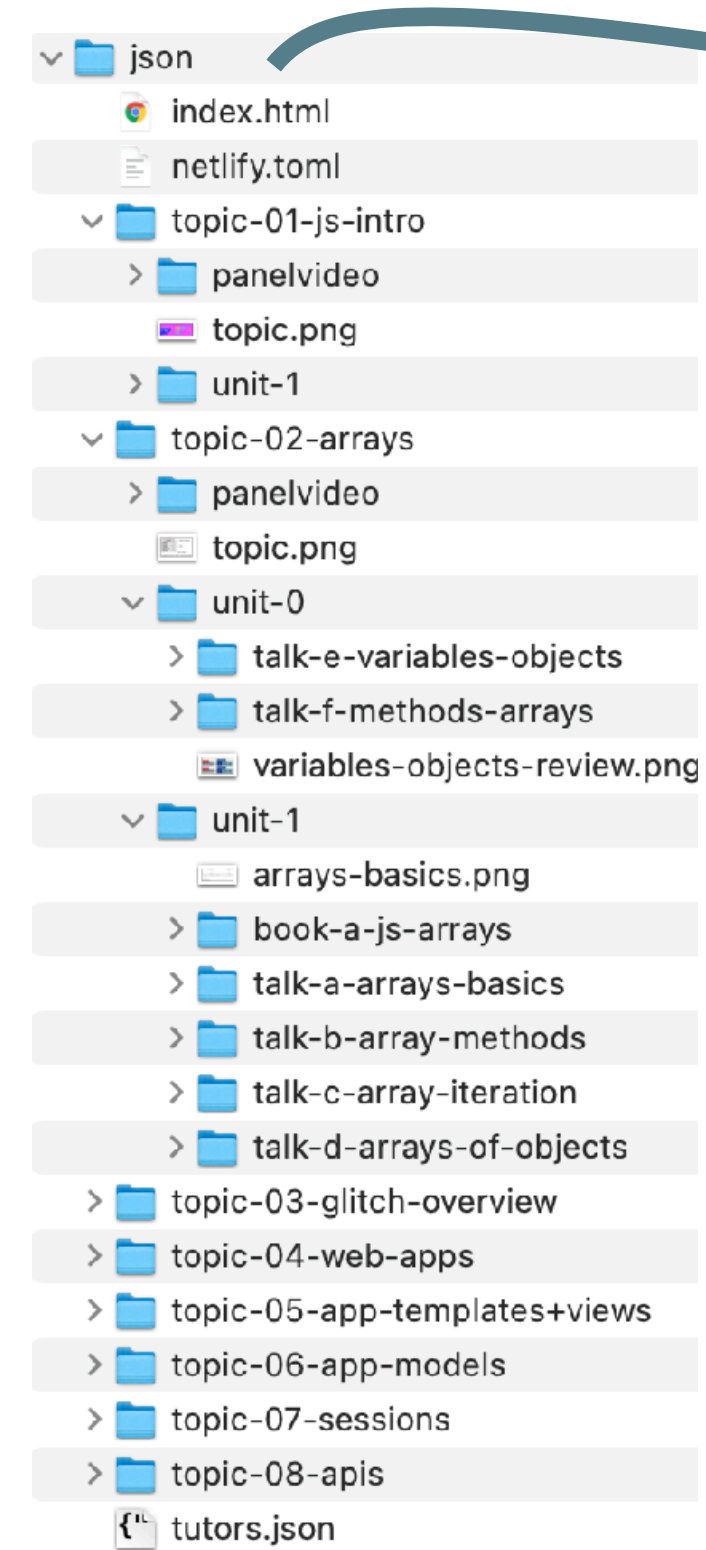 json
index.html
netlify.toml
topic-01-js-intro
panelvideo
topic.png
unit-1
topic-02-arrays
panelvideo
topic.png
unit-0
talk-e-variables-objects
talk-f-methods-arrays
variables-objects-review.png
unit-1
arrays-basics.png
book-a-js-arrays
talk-a-arrays-basics
talk-b-array-methods
talk-c-array-iteration
talk-d-arrays-of-objects
topic-03-glitch-overview
topic-04-web-apps
topic-05-app-templates+views
topic-06-app-models
topic-07-sessions
topic-08-apis
tutors.json